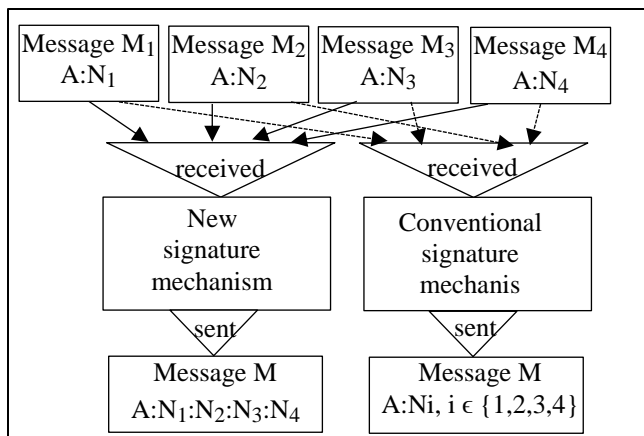 Message M₁
A:N₁
Message M₂
A:N₂
Message M₃
A:N₃
Message M₄
A:N₄
received
received
New
signature
mechanism
Conventional
signature
mechanis
sent
sent
Message M
A:N₁:N₂:N₃:N₄
Message M
A:Ni, i ϵ {1,2,3,4}